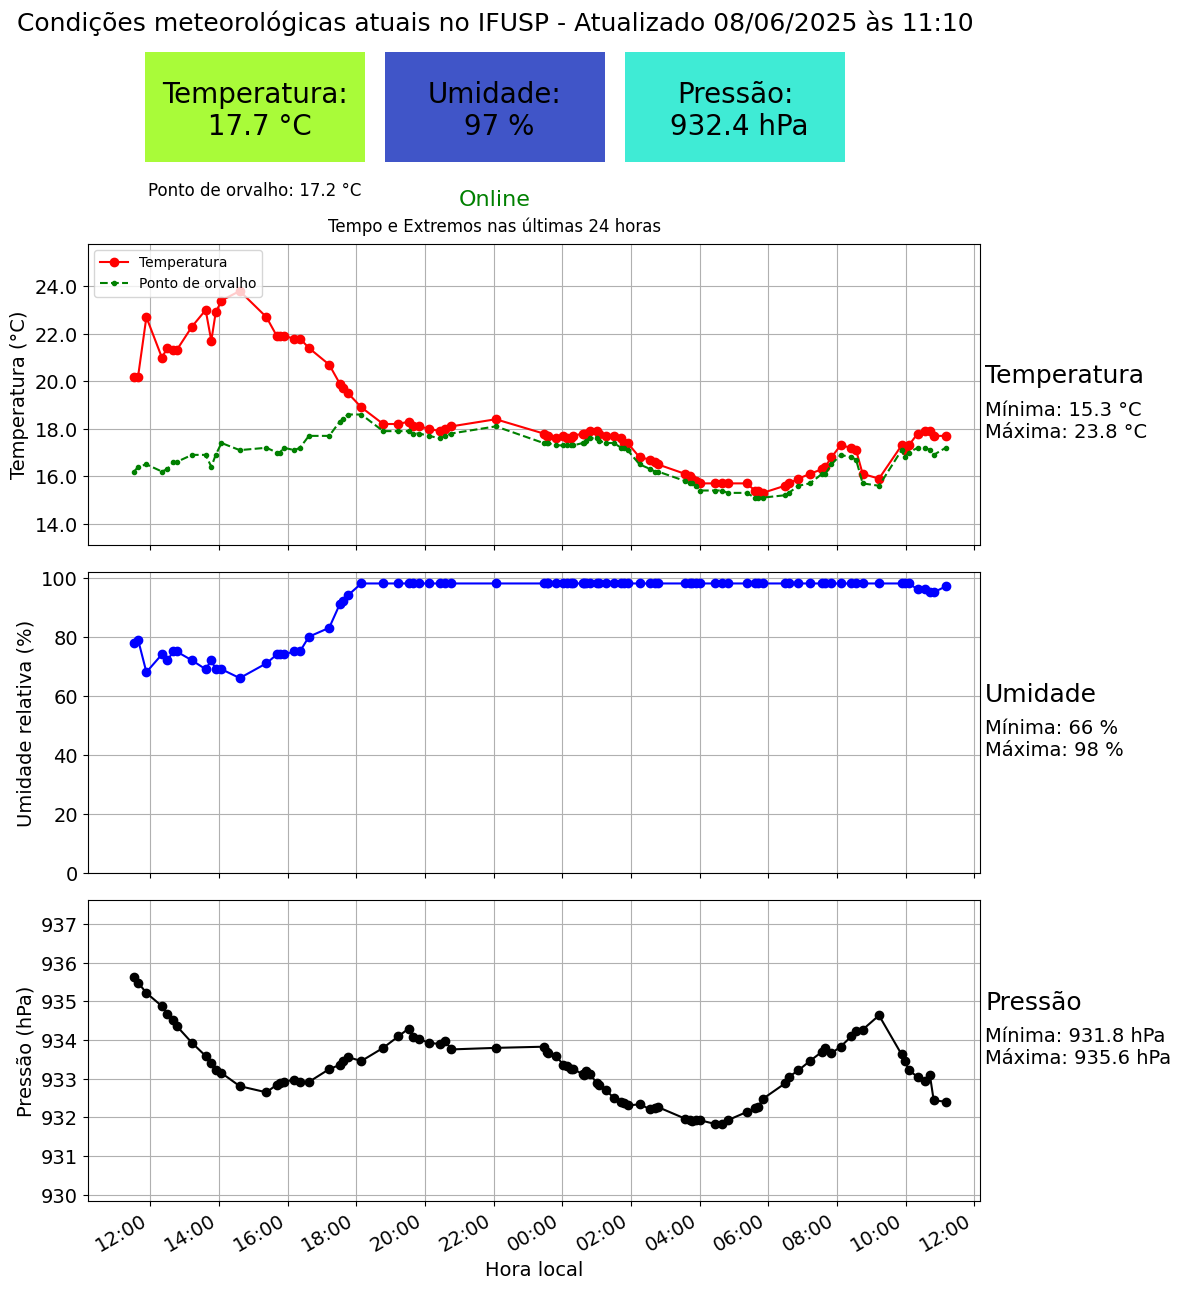 Condições meteorológicas atuais no IFUSP - Atualizado 08/06/2025 às 11:10
Temperatura:
17.7 °C
Umidade:
97 %
Pressão:
932.4 hPa
Ponto de orvalho: 17.2 °C
Online
Tempo e Extremos nas últimas 24 horas
Temperatura
Ponto de orvalho
Temperatura (°C)
24.0
22.0
20.0
18.0
16.0
14.0
Temperatura
Mínima: 15.3 °C
Máxima: 23.8 °C
Umidade relativa (%)
100
80
60
40
20
0
Umidade
Mínima: 66 %
Máxima: 98 %
Pressão (hPa)
937
936
935
934
933
932
931
930
Pressão
Mínima: 931.8 hPa
Máxima: 935.6 hPa
12:00 14:00 16:00 18:00 20:00 22:00 00:00 02:00 04:00 06:00 08:00 10:00 12:00
Hora local